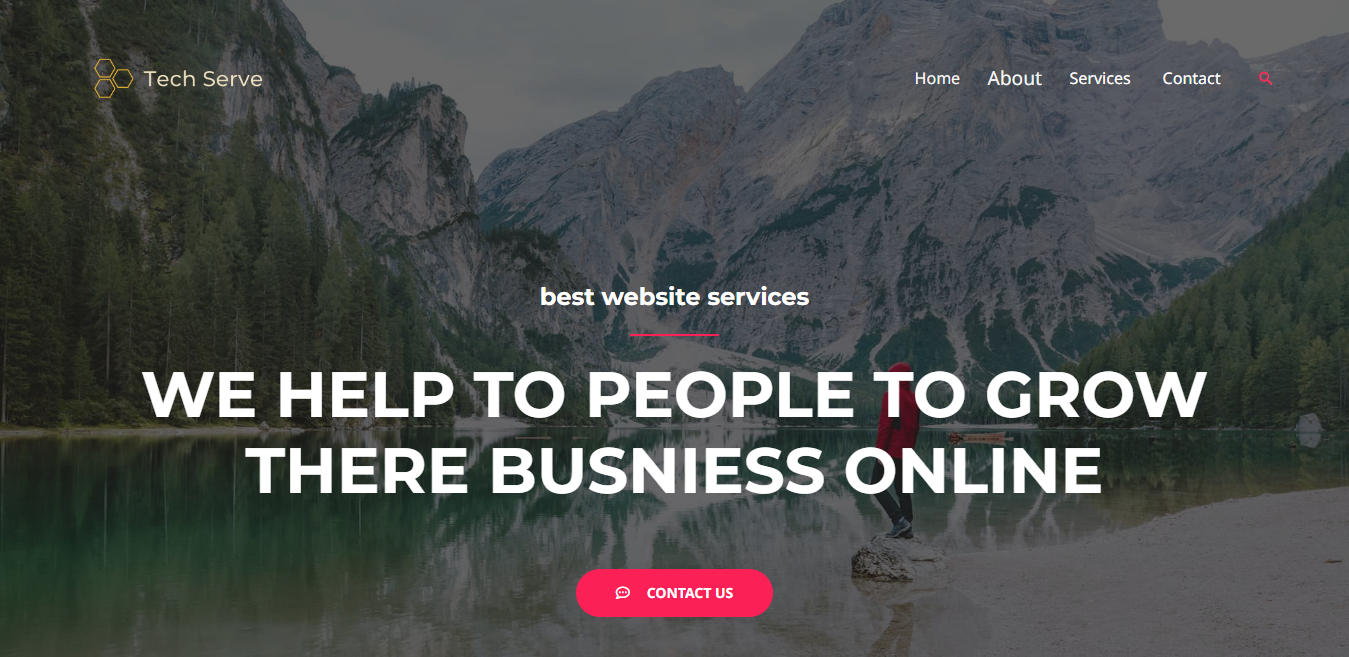 Tech Serve
Home About Services Contact
best website services
WE HELP TO PEOPLE TO GROW
THERE BUSNIESS ONLINE
CONTACT US